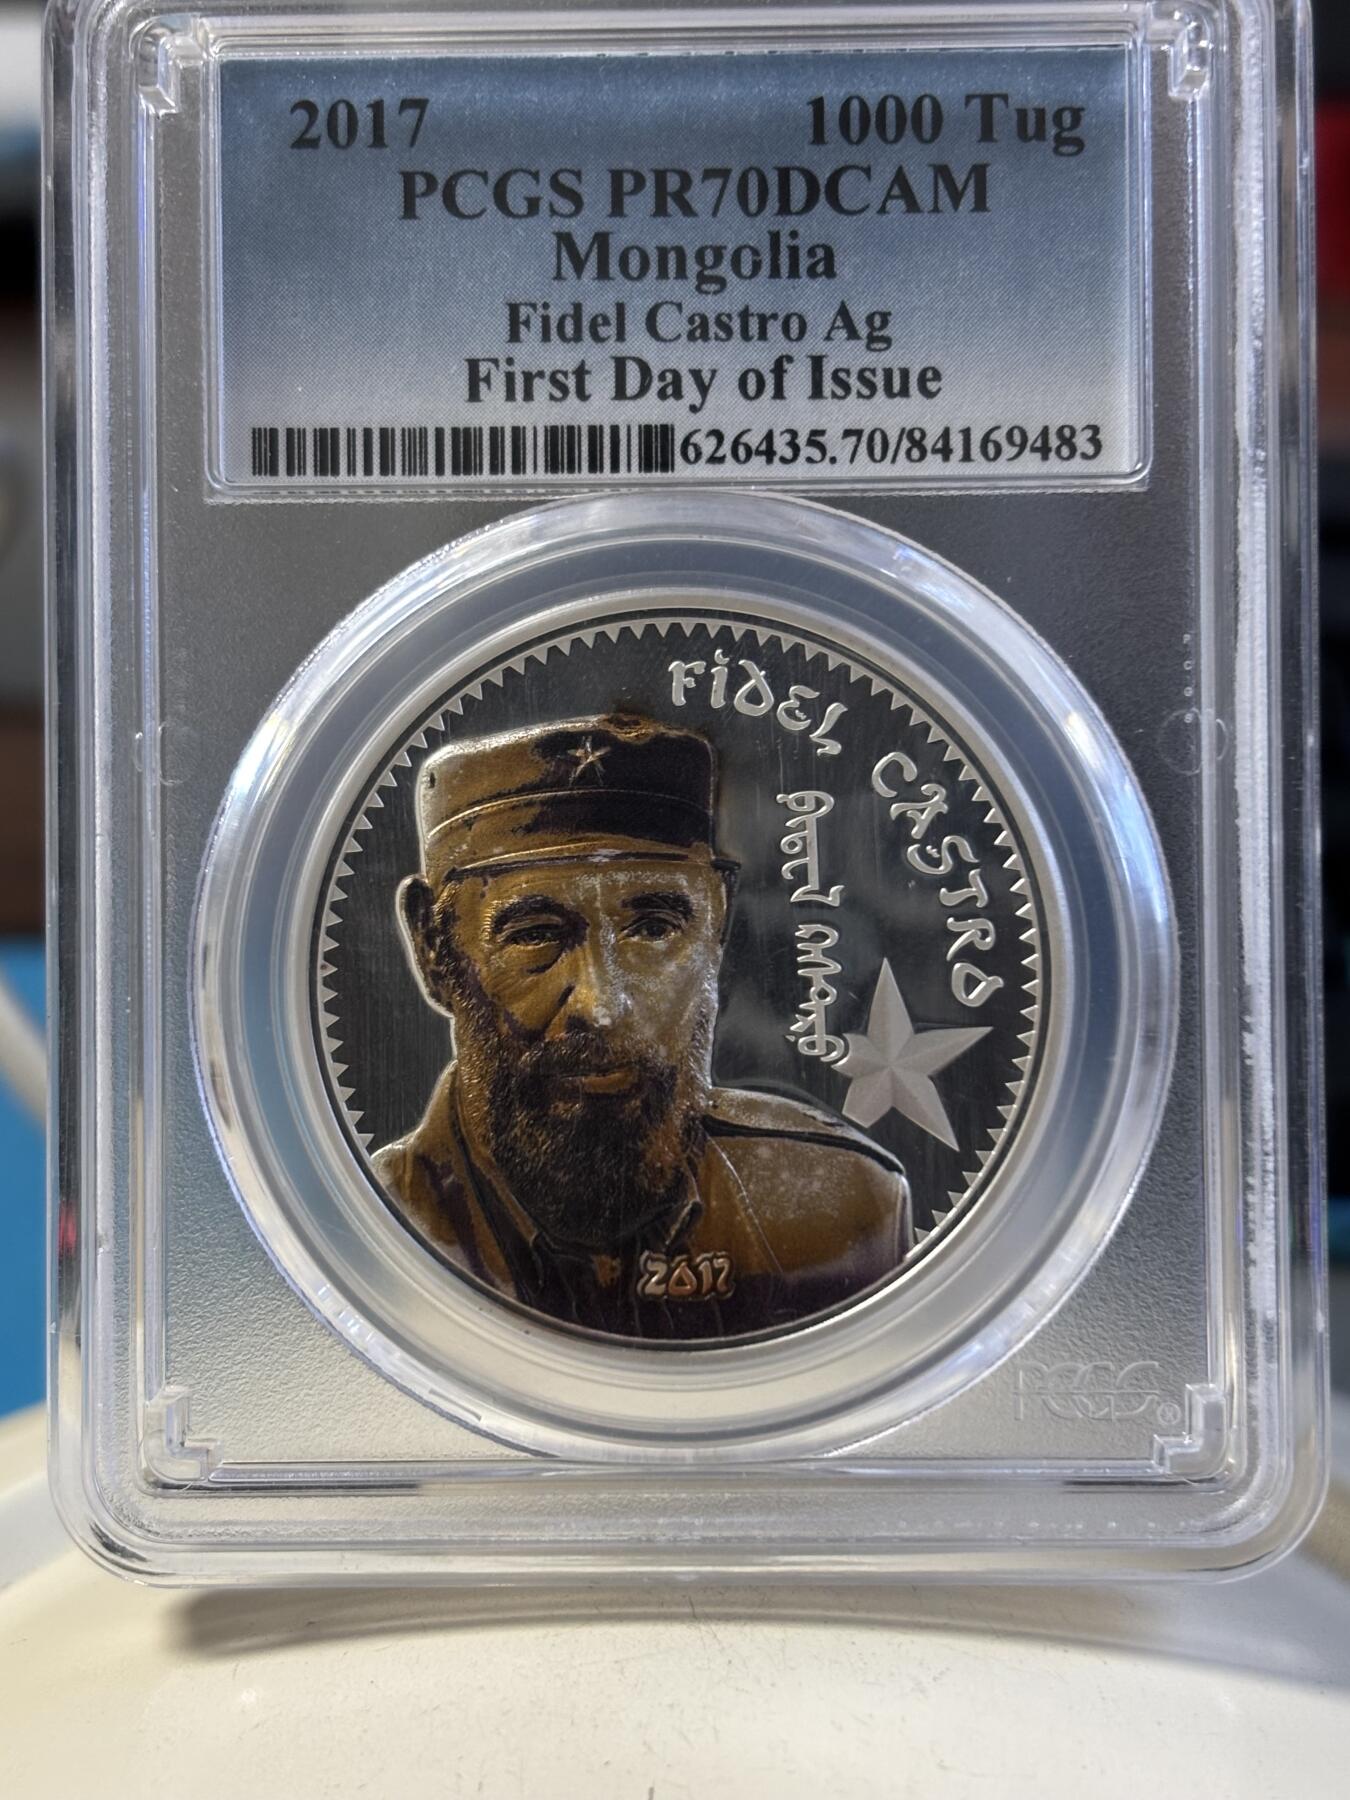 2017 1000 Tug
PCGS PR70DCAM
Mongolia
Fidel Castro Ag
First Day of Issue
626435.70/84169483
FIDEL CASTRO
2017
PCGS®